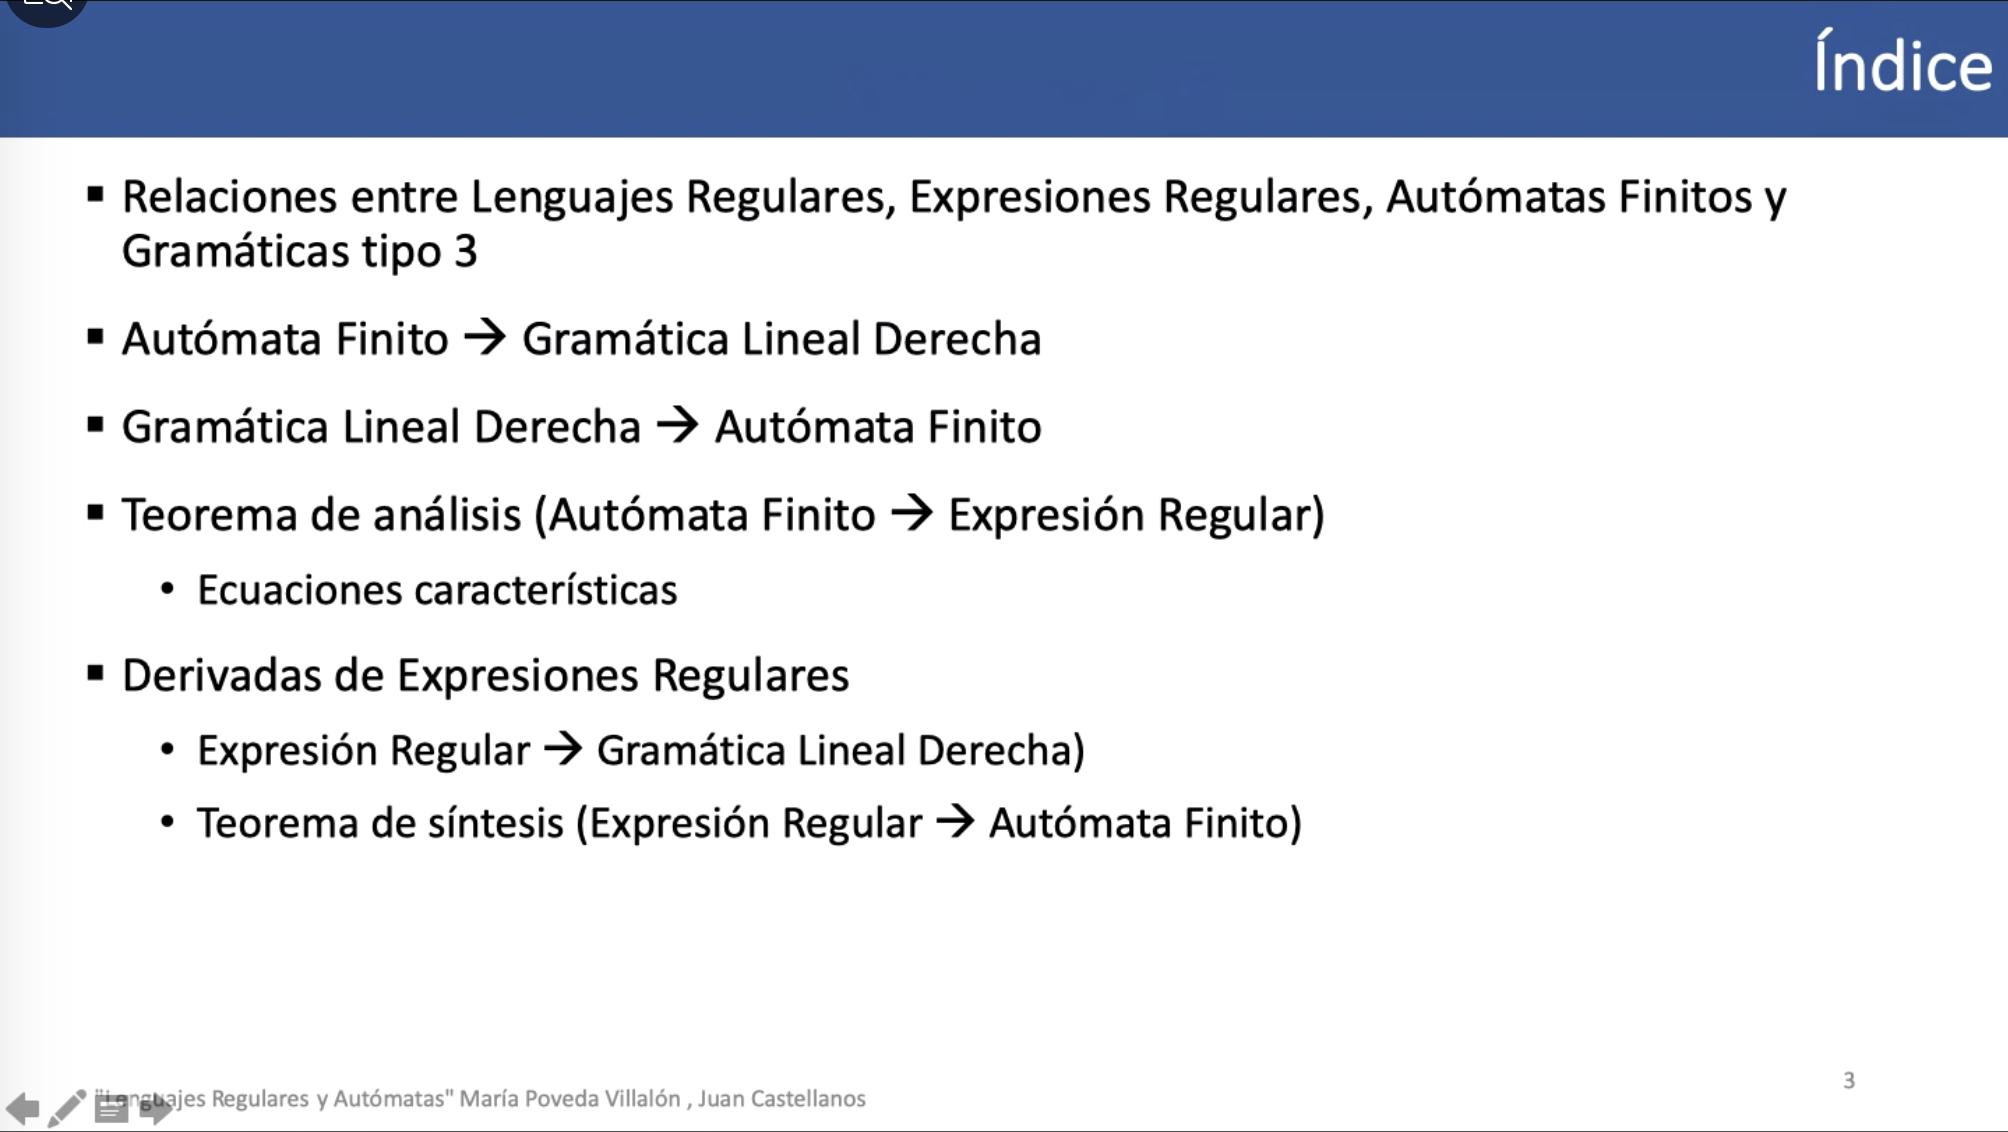 Índice
▪ Relaciones entre Lenguajes Regulares, Expresiones Regulares, Autómatas Finitos y
Gramáticas tipo 3
▪ Autómata Finito → Gramática Lineal Derecha
▪ Gramática Lineal Derecha → Autómata Finito
▪ Teorema de análisis (Autómata Finito → Expresión Regular)
• Ecuaciones características
▪ Derivadas de Expresiones Regulares
• Expresión Regular → Gramática Lineal Derecha)
• Teorema de síntesis (Expresión Regular → Autómata Finito)
3
"Lenguajes Regulares y Autómatas" María Poveda Villalón , Juan Castellanos